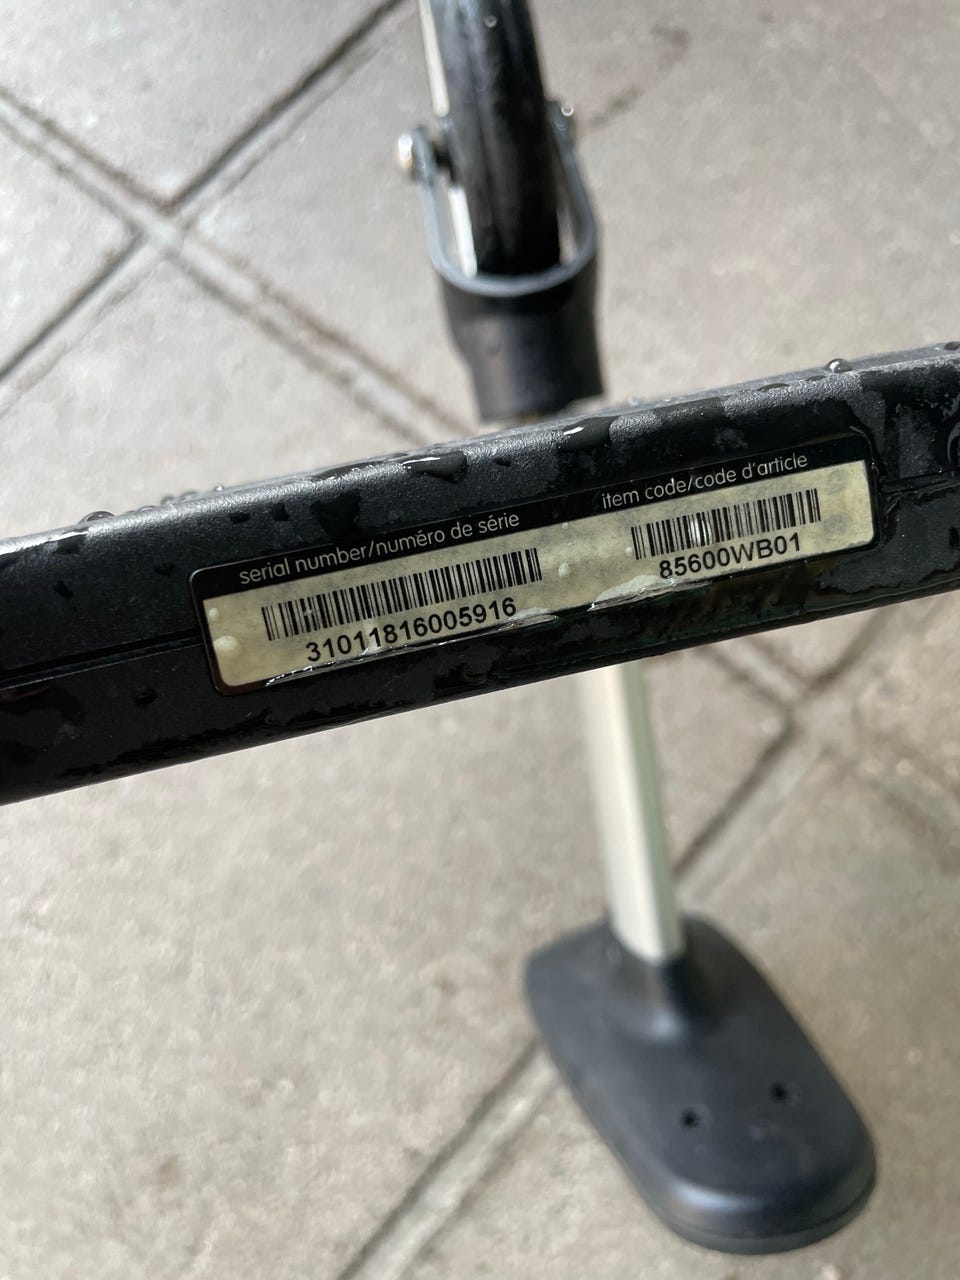 serial number/numéro de série
31011816005916
item code/code d'article
85600WB01